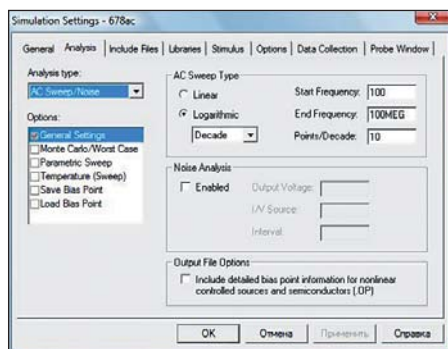 Simulation Settings - 678ac
General Analysis Include Files Libraries Stimulus Options Data Collection Probe Window
Analysis type:
AC Sweep/Noise
Options:
General Settings
Monte Carlo/Worst Case
Parametric Sweep
Temperature (Sweep)
Save Bias Point
Load Bias Point
AC Sweep Type
Linear
Logarithmic
Decade
Start Frequency: 100
End Frequency: 100MEG
Points/Decade: 10
Noise Analysis
Enabled
Output Voltage:
I/V Source:
Interval:
Output File Options
Include detailed bias point information for nonlinear
controlled sources and semiconductors (.OP)
OK Отмена Применить Справка